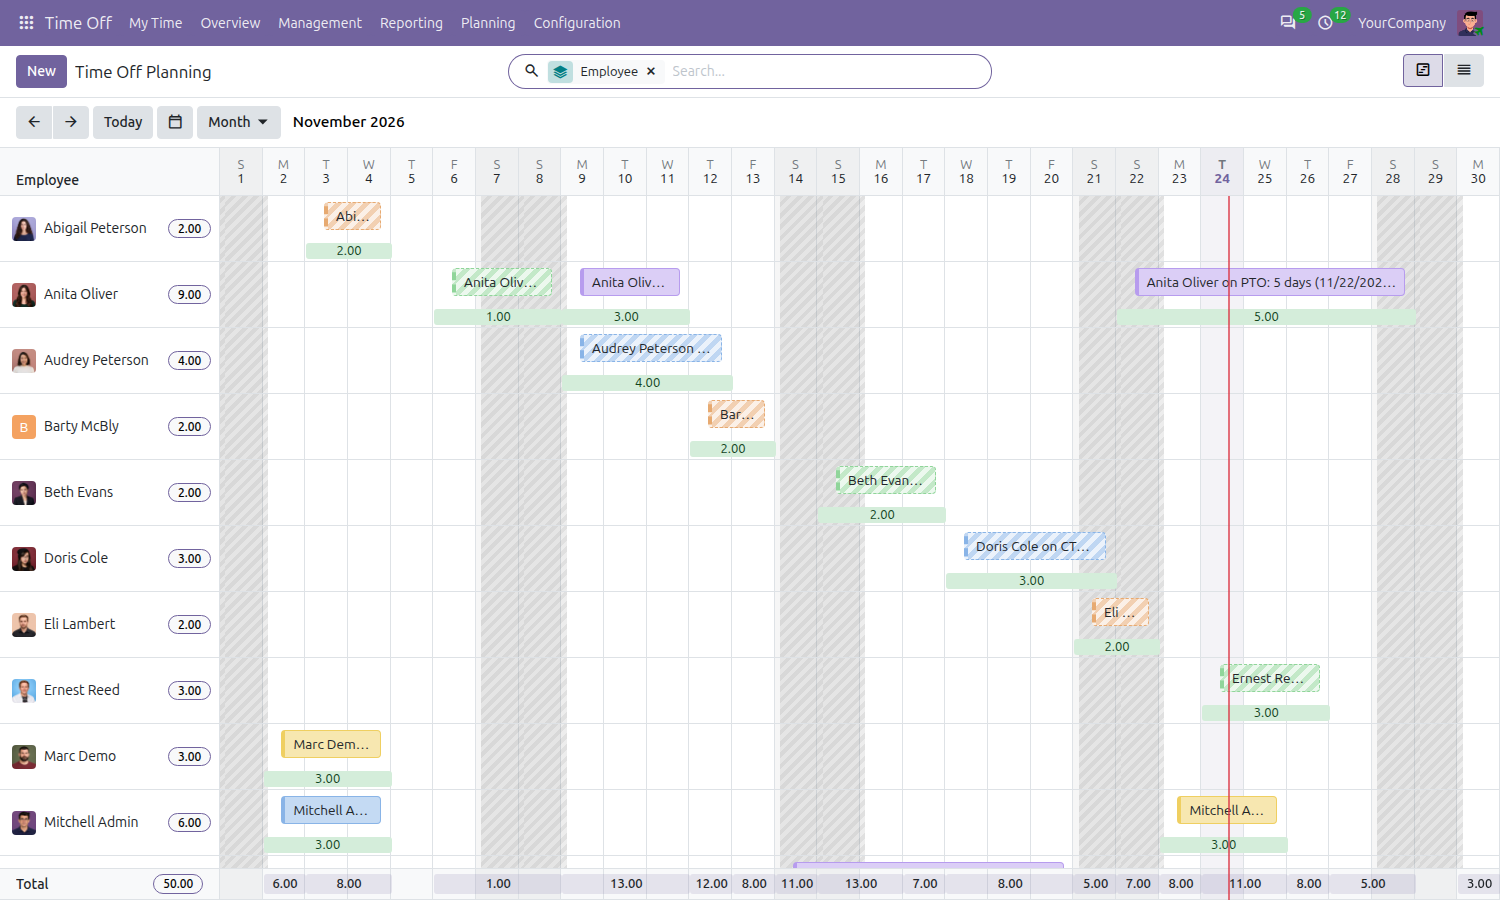 Time Off My Time Overview Management Reporting Planning Configuration 5 12 YourCompany
New Time Off Planning Employee × Search...
Today Month November 2026
Employee
S M T W T F S S M T W T F S S M T W T F S S M T W T F S S M
1 2 3 4 5 6 7 8 9 10 11 12 13 14 15 16 17 18 19 20 21 22 23 24 25 26 27 28 29 30
Abigail Peterson 2.00 Abi...
2.00
Anita Oliver 9.00 Anita Oliv... Anita Oliv... Anita Oliver on PTO: 5 days (11/22/202...
1.00 3.00 5.00
Audrey Peterson 4.00 Audrey Peterson ...
4.00
B Barty McBly 2.00 Bar...
2.00
Beth Evans 2.00 Beth Evan...
2.00
Doris Cole 3.00 Doris Cole on CT...
3.00
Eli Lambert 2.00 Eli ...
2.00
Ernest Reed 3.00 Ernest Re...
3.00
Marc Demo 3.00 Marc Dem...
3.00
Mitchell Admin 6.00 Mitchell A... Mitchell A...
3.00 3.00
Total 50.00 6.00 8.00 1.00 13.00 12.00 8.00 11.00 13.00 7.00 8.00 5.00 7.00 8.00 11.00 8.00 5.00 3.00